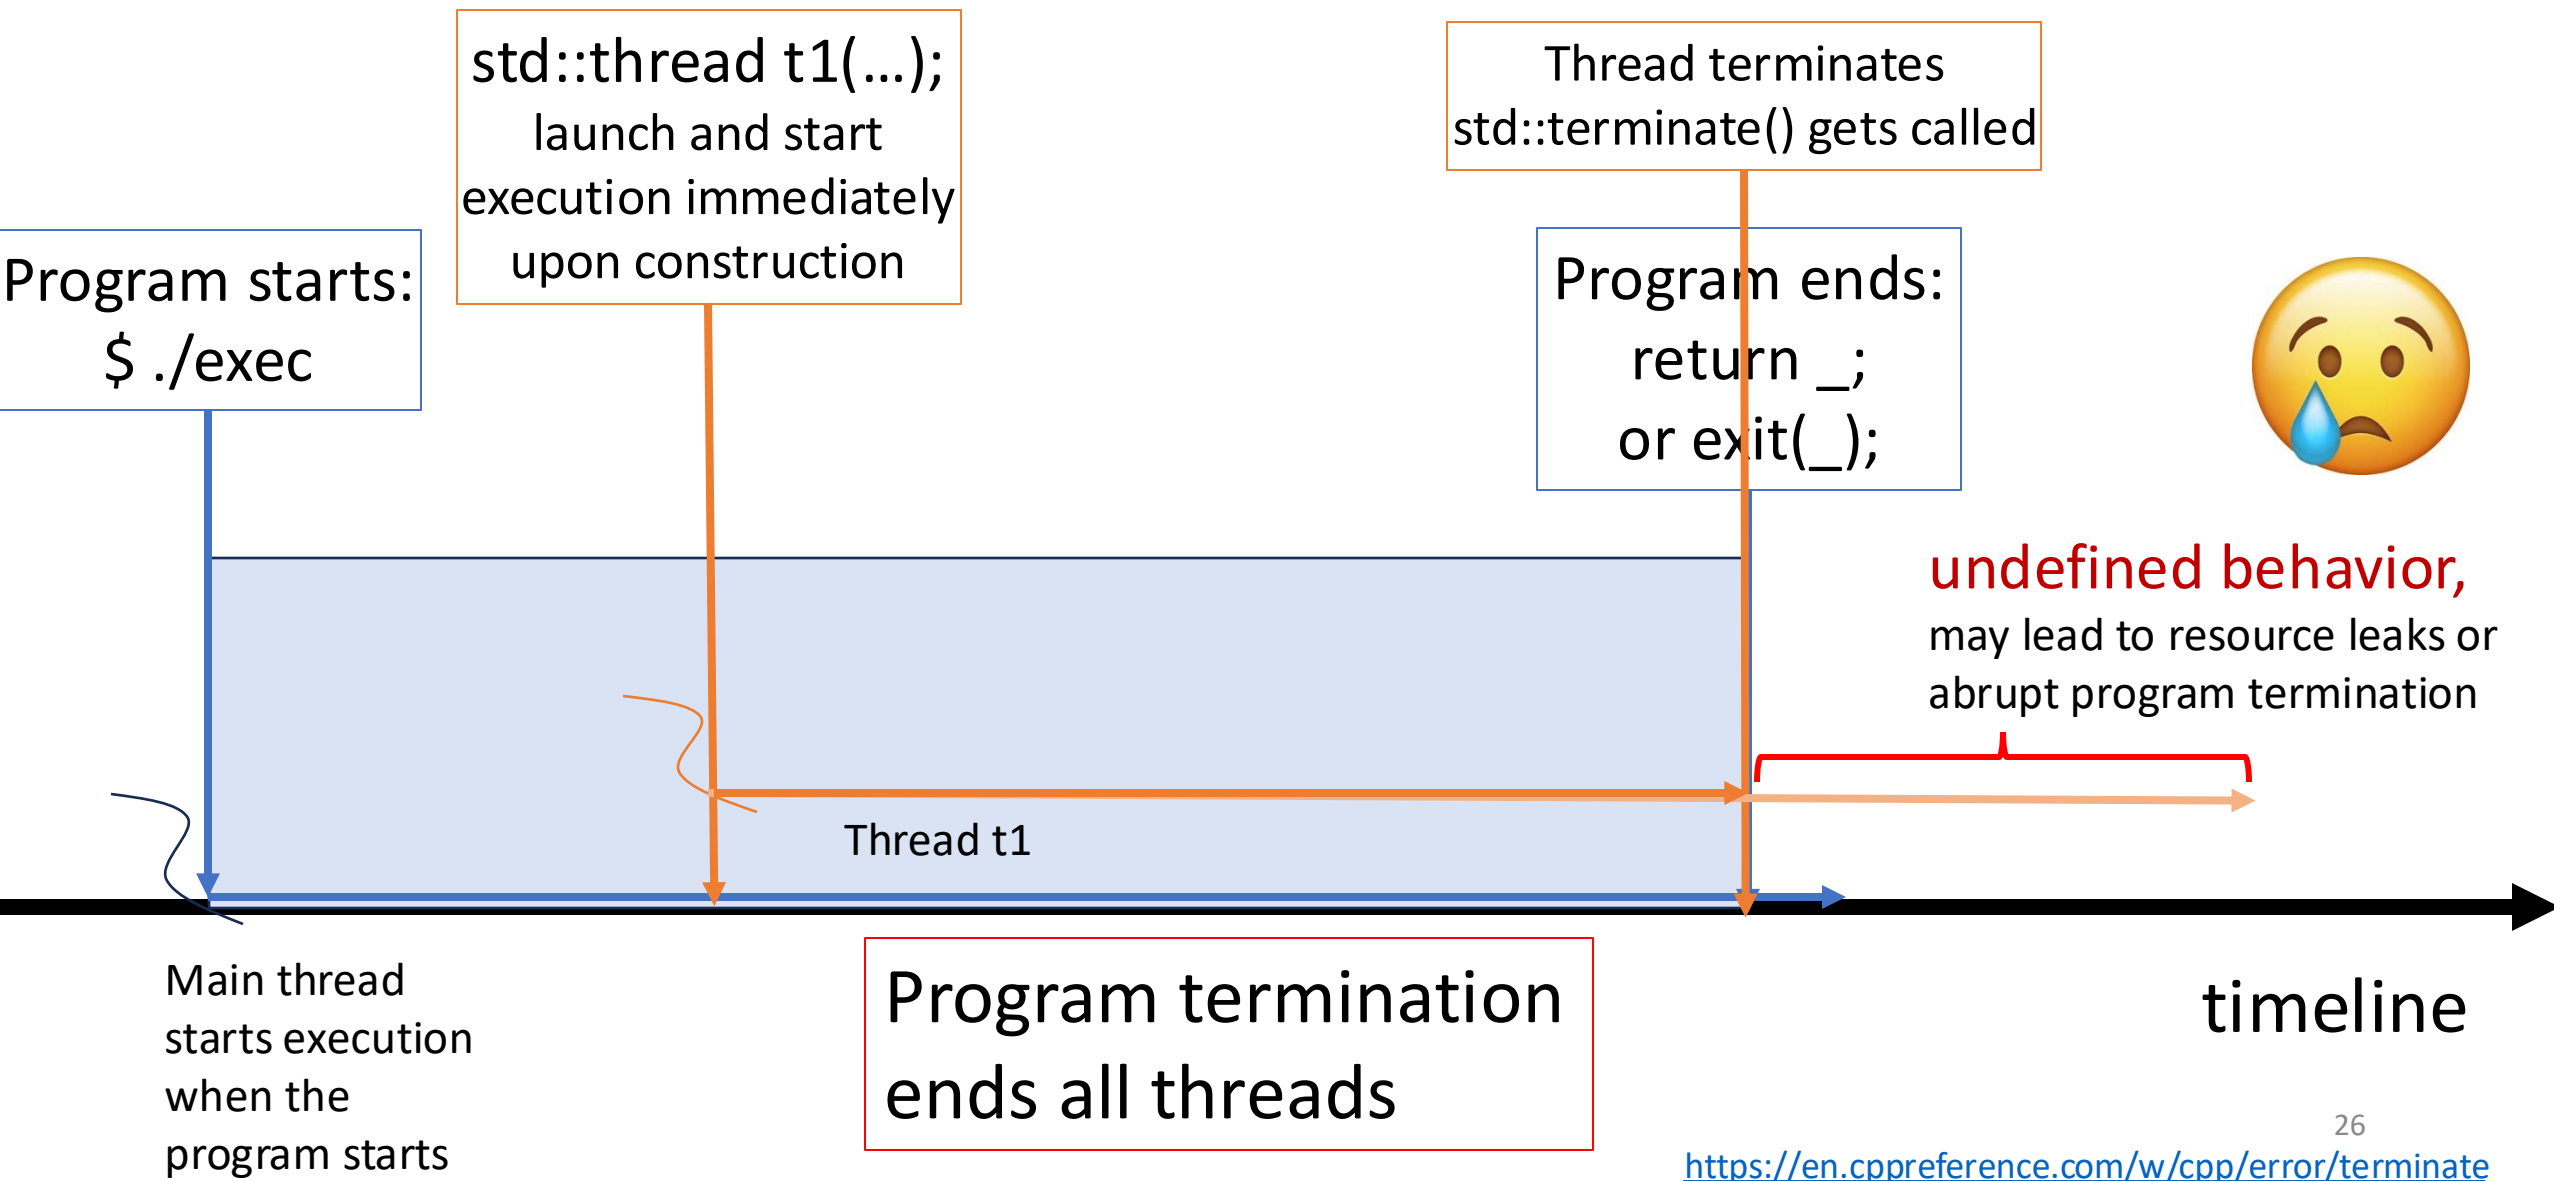 std::thread t1(…);
launch and start
execution immediately
upon construction
Thread terminates
std::terminate() gets called
Program starts:
$ ./exec
Program ends:
return _;
or exit(_);
undefined behavior,
may lead to resource leaks or
abrupt program termination
Thread t1
Main thread
starts execution
when the
program starts
Program termination
ends all threads
timeline
26
https://en.cppreference.com/w/cpp/error/terminate